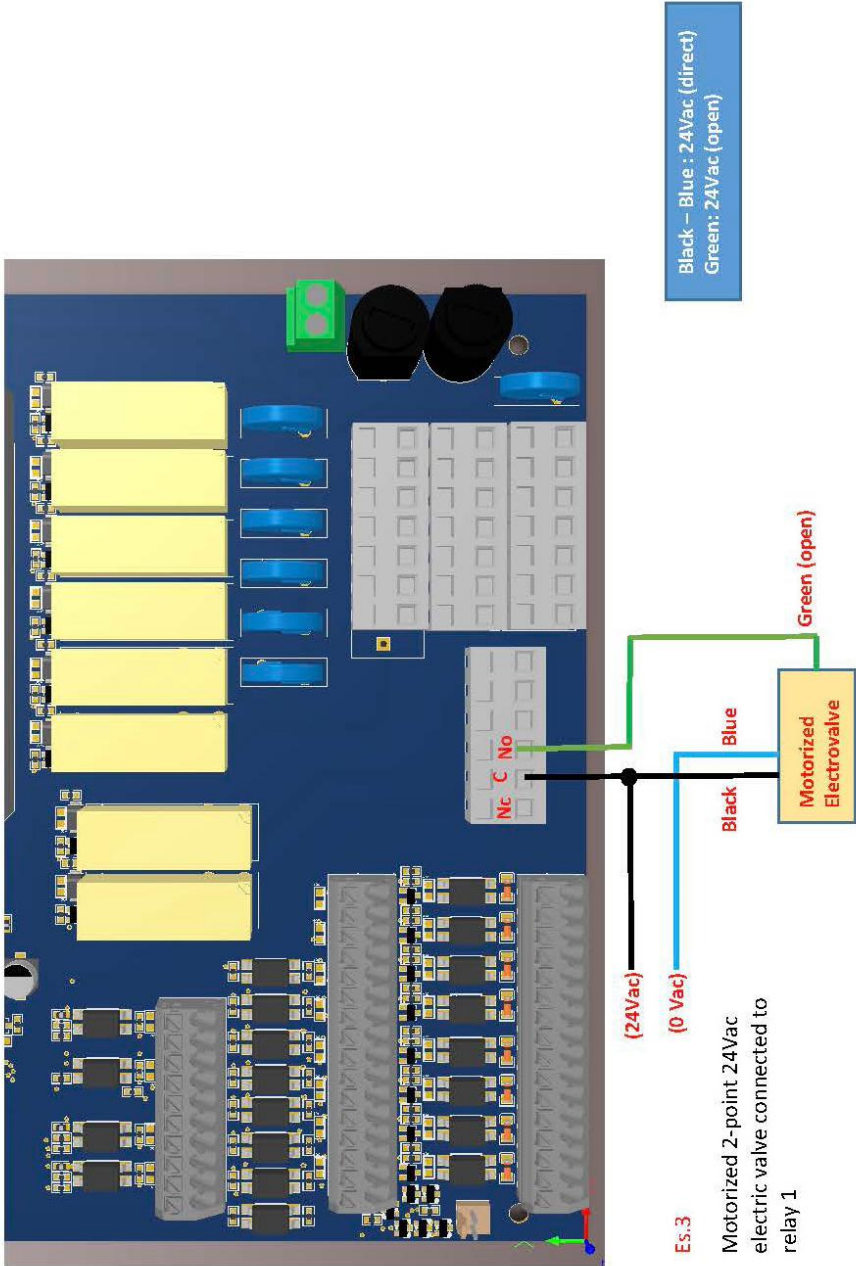 Black – Blue : 24Vac (direct)
Green: 24Vac (open)
Nc C No
(24Vac)
(0 Vac)
Black
Blue
Green (open)
Motorized
Electrovalve
Es.3
Motorized 2-point 24Vac
electric valve connected to
relay 1